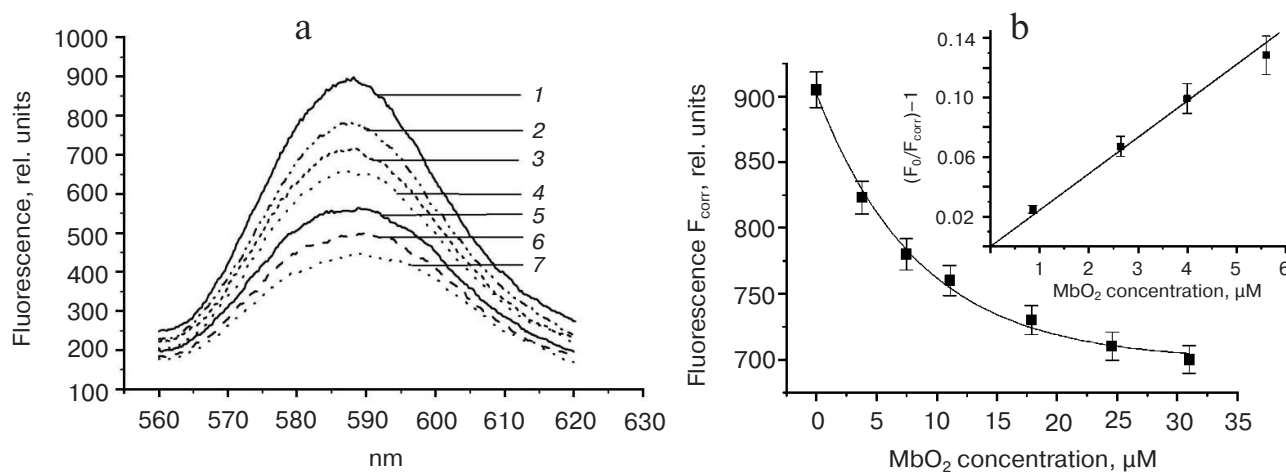 a
Fluorescence, rel. units
1000
900
800
700
600
500
400
300
200
100
560 570 580 590 600 610 620 630
nm
1
2
3
4
5
6
7
b
Fluorescence F_corr, rel. units
900
850
800
750
700
0 5 10 15 20 25 30 35
MbO₂ concentration, μM
(F₀/F_corr)−1
0.14
0.10
0.06
0.02
1 2 3 4 5 6
MbO₂ concentration, μM